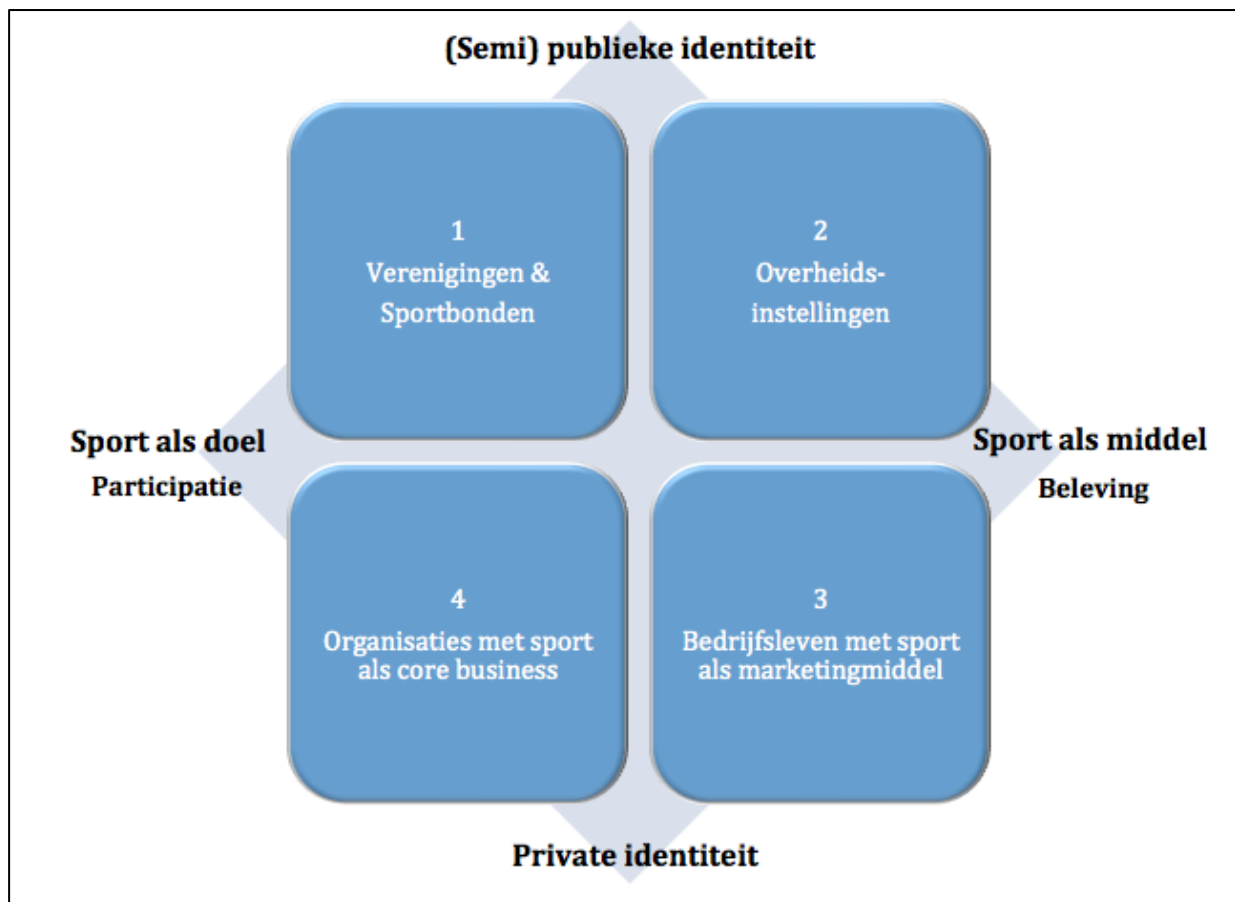 (Semi) publieke identiteit
1
Verenigingen &
Sportbonden
2
Overheids-
instellingen
Sport als doel
Participatie
Sport als middel
Beleving
4
Organisaties met sport
als core business
3
Bedrijfsleven met sport
als marketingmiddel
Private identiteit